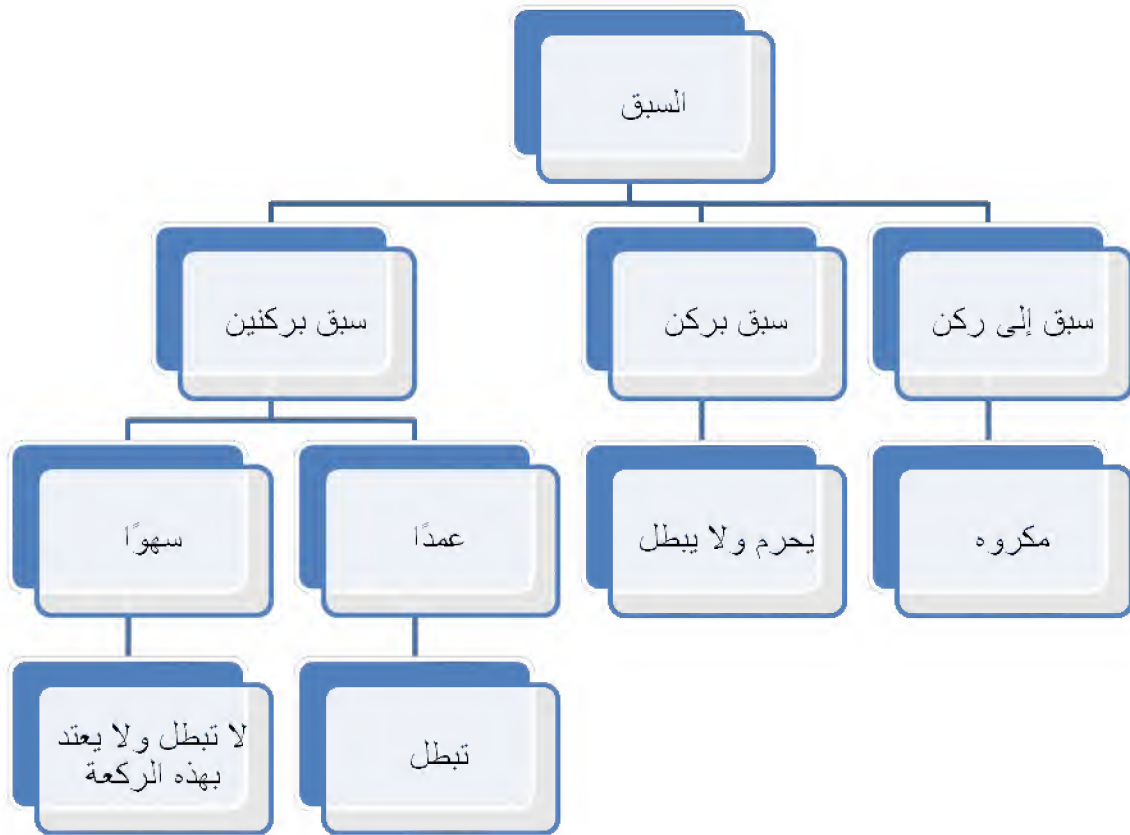 السبق
سبق إلى ركن
سبق بركن
سبق بركنين
مكروه
يحرم ولا يبطل
عمدًا
سهوًا
تبطل
لا تبطل ولا يعتد
بهذه الركعة